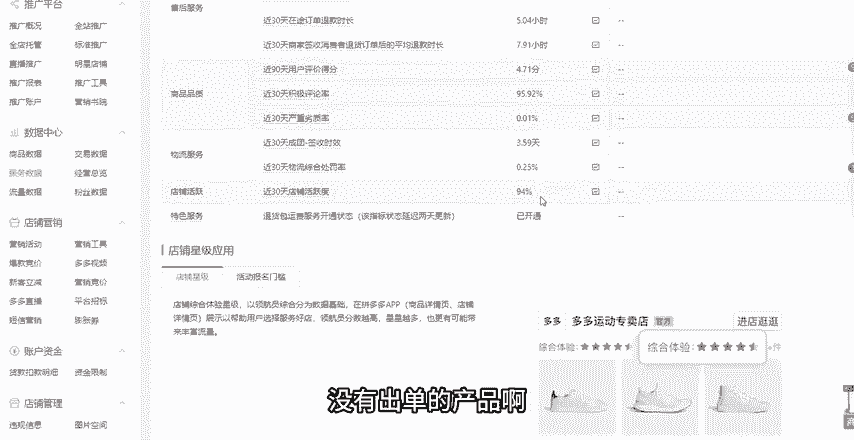 推广平台
推广概况 全站推广
全店托管 标准推广
直播推广 明星店铺
推广报表 推广工具
推广账户 营销书院
数据中心
商品数据 交易数据
服务数据 经营总览
流量数据 粉丝数据
店铺营销
营销活动 营销工具
爆款竞价 多多视频
新客立减 营销竞价
多多直播 平台招标
短信营销 膨胀券
账户资金
货款扣款明细 资金限制
店铺管理
违规信息 图片空间
售后服务
近30天在途订单退款时长 5.04小时 --
近30天商家签收消费者退货订单后的平均退款时长 7.91小时 --
商品品质
近90天用户评价得分 4.71分 --
近30天积极评论率 95.92% --
近30天严重劣质率 0.01% --
物流服务
近30天成团-签收时效 3.59天 --
近30天物流综合处罚率 0.25% --
店铺活跃 近30天店铺活跃度 94% --
特色服务 退货包运费服务开通状态（该指标状态延迟两天更新） 已开通 --
店铺星级应用
店铺星级 活动报名门槛
店铺综合体验星级，以领航员综合分为数据基础，在拼多多APP（商品详情页、店铺
详情页）展示以帮助用户选择服务好店，领航员分数越高，星星越多，也更有可能带
来丰富流量。
多多 多多运动专卖店 官方 进店逛逛
综合体验： 综合体验： 件
没有出单的产品啊